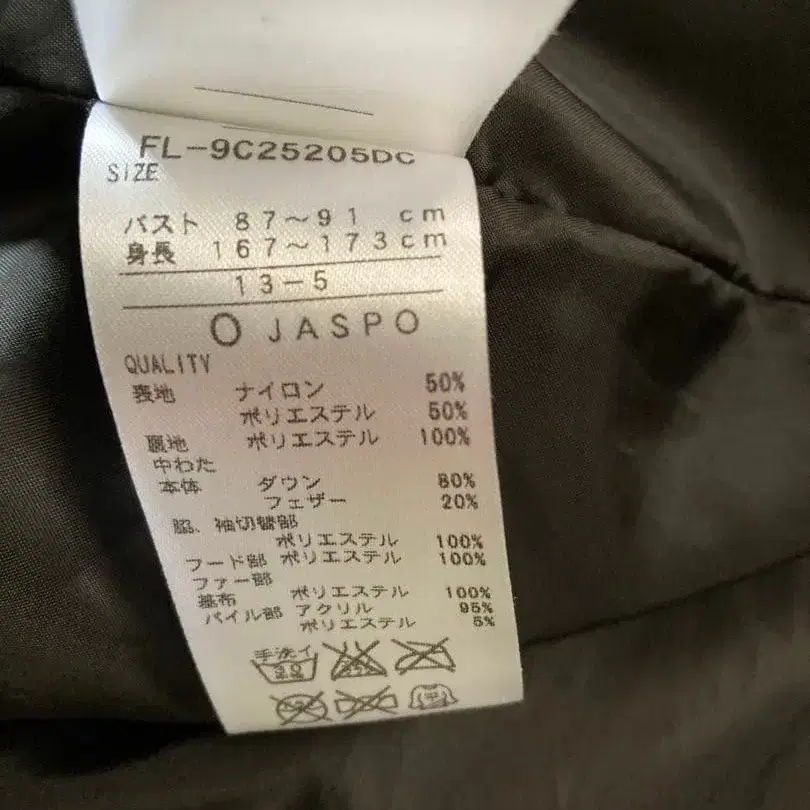 FL-9C25205DC
SIZE
バスト 87～91 cm
身長 167～173cm
13-5
O JASPO
QUALITY
表地 ナイロン 50%
ポリエステル 50%
裏地 ポリエステル 100%
中わた
本体 ダウン 80%
フェザー 20%
脇、袖切替部
ポリエステル 100%
フード部 ポリエステル 100%
ファー部
基布 ポリエステル 100%
パイル部 アクリル 95%
ポリエステル 5%
手洗イ
30